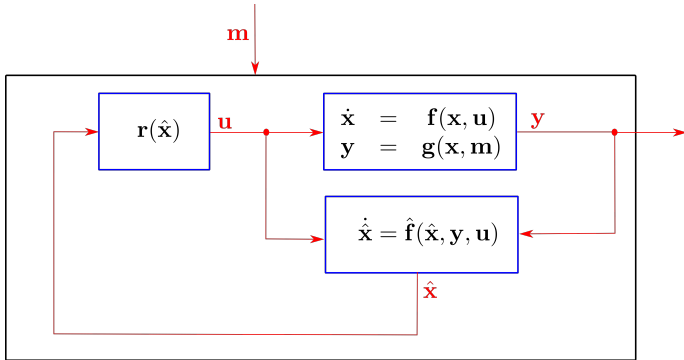 m
r(x̂)
u
ẋ = f(x, u)
y = g(x, m)
y
x̂̇ = f̂(x̂, y, u)
x̂